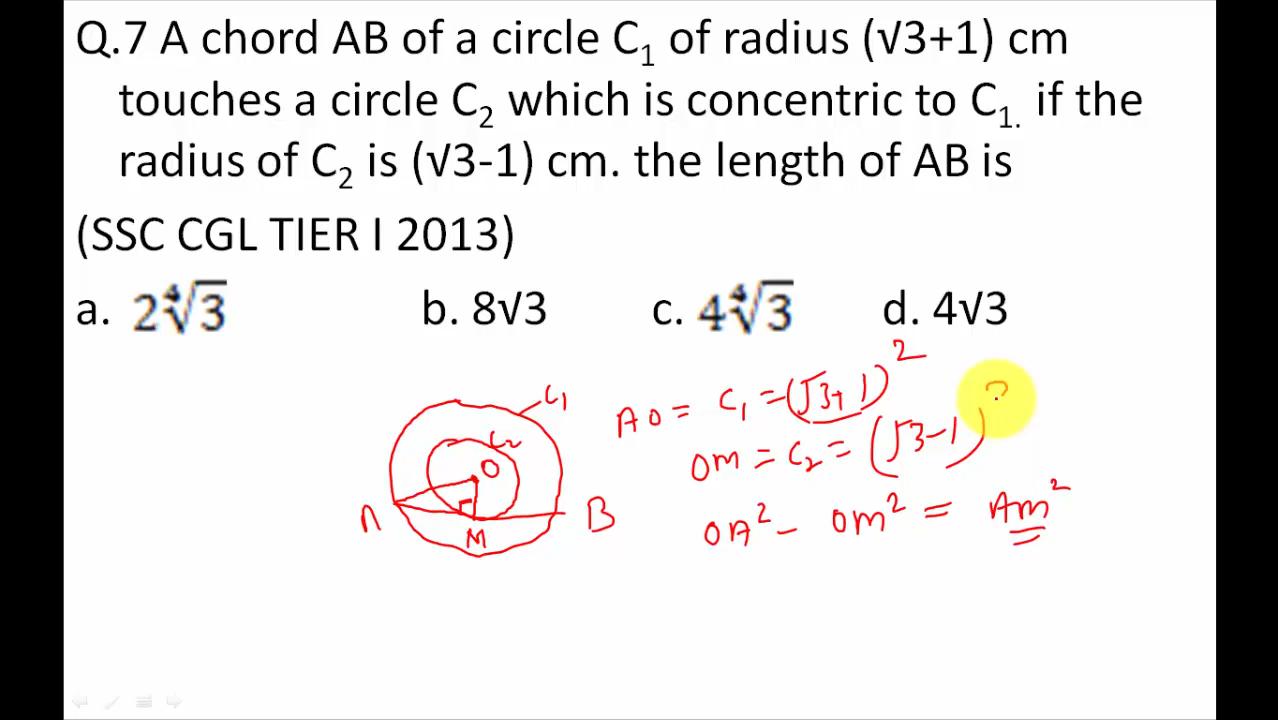 Q.7 A chord AB of a circle C₁ of radius (√3+1) cm
touches a circle C₂ which is concentric to C₁. if the
radius of C₂ is (√3-1) cm. the length of AB is
(SSC CGL TIER I 2013)
a. 2∜3 b. 8√3 c. 4∜3 d. 4√3
C₁
AO = C₁ = (√3+1)²
C₂
OM = C₂ = (√3-1)²
O
A B
M
OA² - OM² = AM²